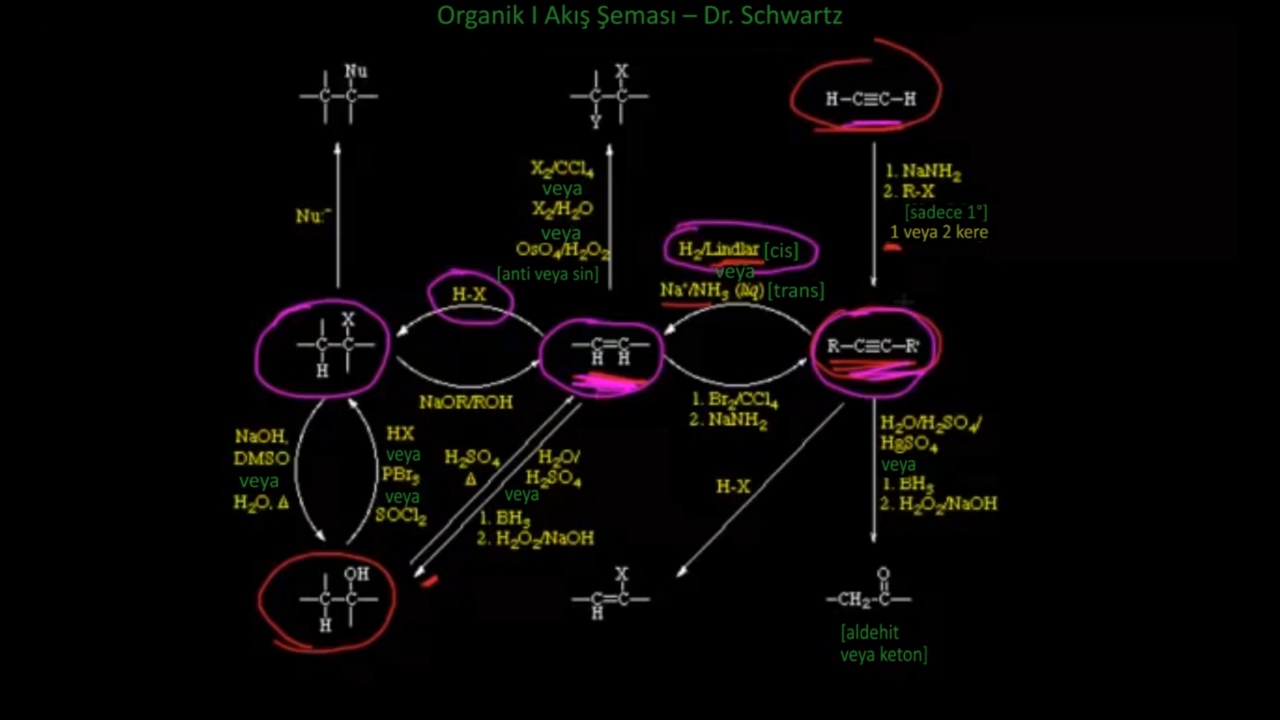 Organik I Akış Şeması – Dr. Schwartz
Nu
–C–C–
Nu:⁻
X
–C–C–
Y
X₂/CCl₄
veya
X₂/H₂O
veya
OsO₄/H₂O₂
[anti veya sin]
H–C≡C–H
1. NaNH₂
2. R-X
[sadece 1°]
1 veya 2 kere
H₂/Lindlar [cis]
veya
Na°/NH₃ (liq) [trans]
H-X
X
–C–C–
H
–C=C–
H H
R–C≡C–R'
NaOR/ROH
1. Br₂/CCl₄
2. NaNH₂
NaOH,
DMSO
veya
H₂O, Δ
HX
veya
PBr₃
veya
SOCl₂
H₂SO₄
Δ
H₂O/
H₂SO₄
veya
1. BH₃
2. H₂O₂/NaOH
H-X
H₂O/H₂SO₄/
HgSO₄
veya
1. BH₃
2. H₂O₂/NaOH
OH
–C–C–
H
X
–C=C–
H
O
–CH₂–C–
[aldehit
veya keton]